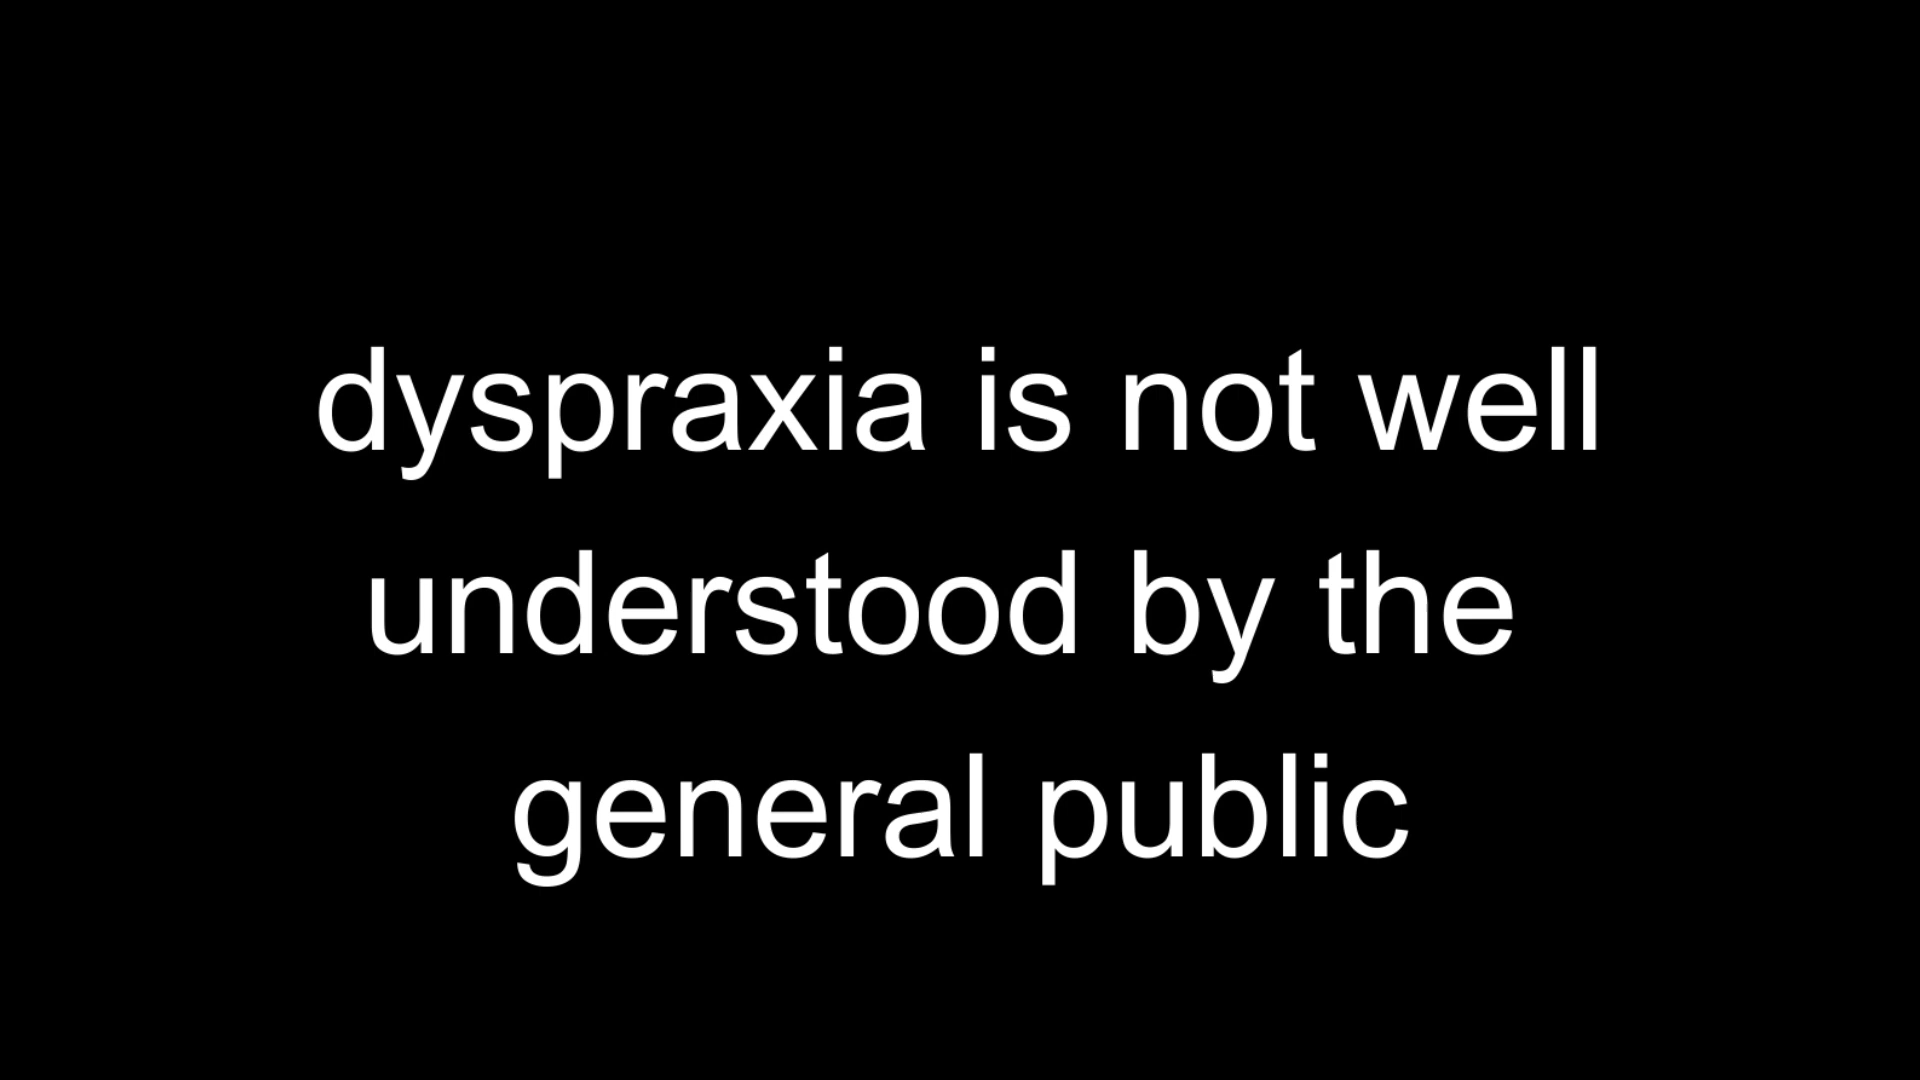 dyspraxia is not well
understood by the
general public